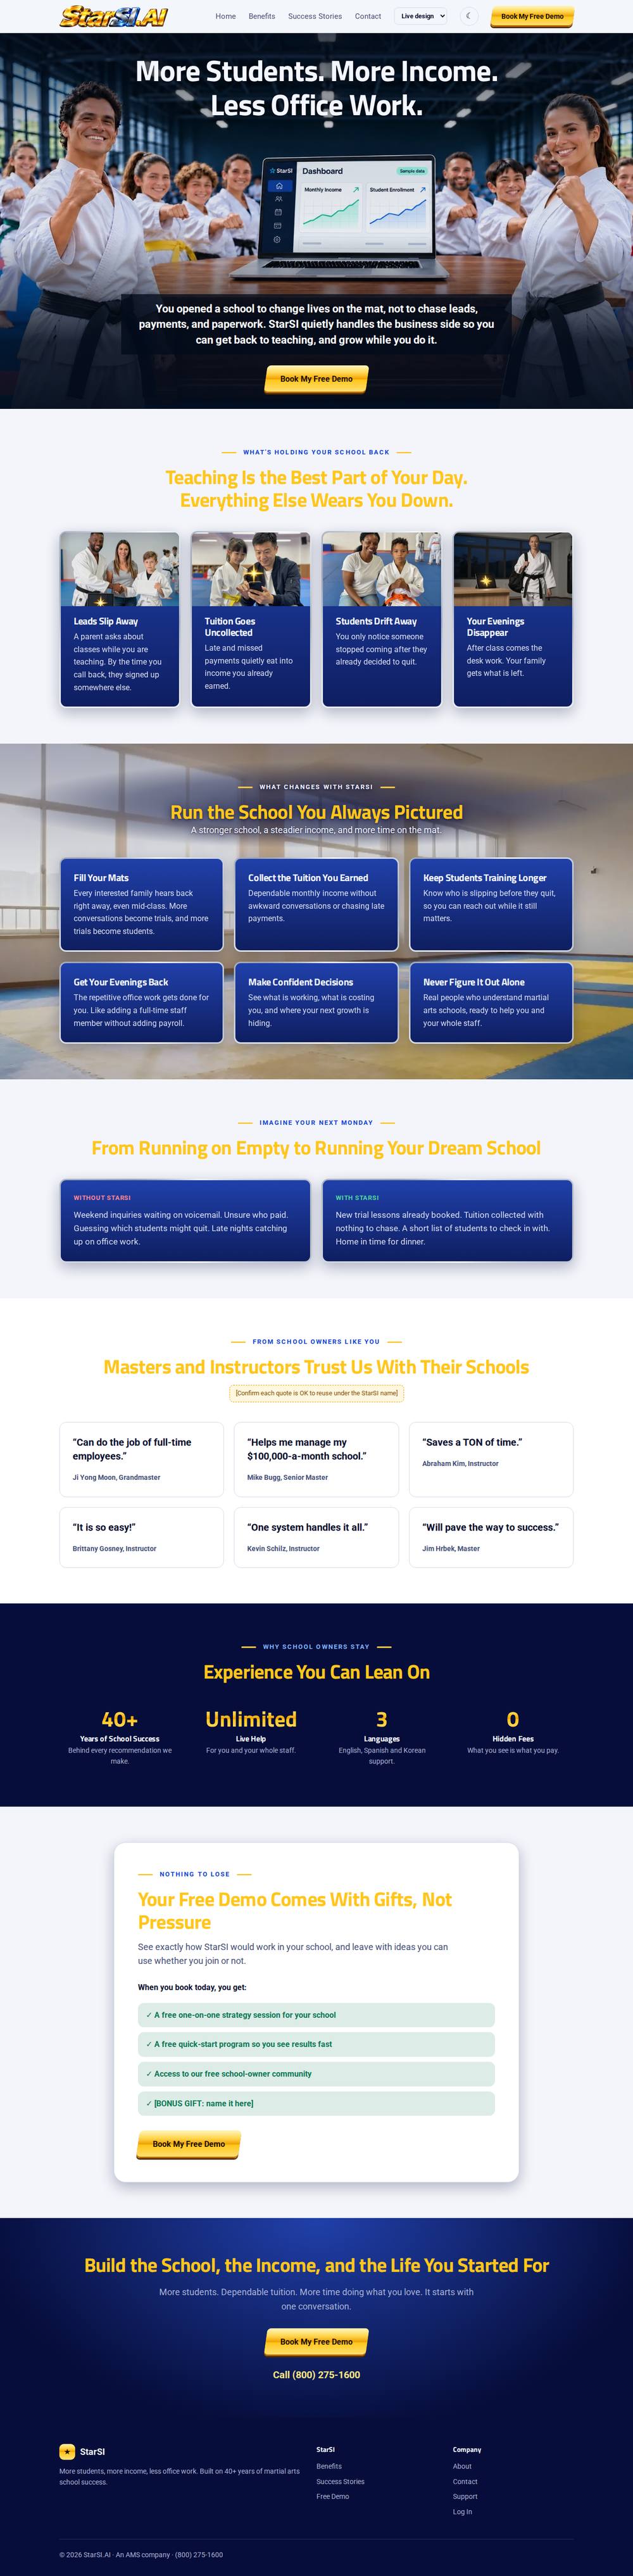 StarSI.AI
Home Benefits Success Stories Contact Live design Book My Free Demo
More Students. More Income.
Less Office Work.
StarSI
Dashboard
Sample data
Monthly Income
Student Enrollment
You opened a school to change lives on the mat, not to chase leads,
payments, and paperwork. StarSI quietly handles the business side so you
can get back to teaching, and grow while you do it.
Book My Free Demo
WHAT'S HOLDING YOUR SCHOOL BACK
Teaching Is the Best Part of Your Day.
Everything Else Wears You Down.
Leads Slip Away
A parent asks about
classes while you are
teaching. By the time you
call back, they signed up
somewhere else.
Tuition Goes
Uncollected
Late and missed
payments quietly eat into
income you already
earned.
Students Drift Away
You only notice someone
stopped coming after they
already decided to quit.
Your Evenings
Disappear
After class comes the
desk work. Your family
gets what is left.
WHAT CHANGES WITH STARSI
Run the School You Always Pictured
A stronger school, a steadier income, and more time on the mat.
Fill Your Mats
Every interested family hears back
right away, even mid-class. More
conversations become trials, and more
trials become students.
Collect the Tuition You Earned
Dependable monthly income without
awkward conversations or chasing late
payments.
Keep Students Training Longer
Know who is slipping before they quit,
so you can reach out while it still
matters.
Get Your Evenings Back
The repetitive office work gets done for
you. Like adding a full-time staff
member without adding payroll.
Make Confident Decisions
See what is working, what is costing
you, and where your next growth is
hiding.
Never Figure It Out Alone
Real people who understand martial
arts schools, ready to help you and
your whole staff.
IMAGINE YOUR NEXT MONDAY
From Running on Empty to Running Your Dream School
WITHOUT STARSI
Weekend inquiries waiting on voicemail. Unsure who paid.
Guessing which students might quit. Late nights catching
up on office work.
WITH STARSI
New trial lessons already booked. Tuition collected with
nothing to chase. A short list of students to check in with.
Home in time for dinner.
FROM SCHOOL OWNERS LIKE YOU
Masters and Instructors Trust Us With Their Schools
[Confirm each quote is OK to reuse under the StarSI name]
“Can do the job of full-time
employees.”
Ji Yong Moon, Grandmaster
“Helps me manage my
$100,000-a-month school.”
Mike Bugg, Senior Master
“Saves a TON of time.”
Abraham Kim, Instructor
“It is so easy!”
Brittany Gosney, Instructor
“One system handles it all.”
Kevin Schilz, Instructor
“Will pave the way to success.”
Jim Hrbek, Master
WHY SCHOOL OWNERS STAY
Experience You Can Lean On
40+
Years of School Success
Behind every recommendation we
make.
Unlimited
Live Help
For you and your whole staff.
3
Languages
English, Spanish and Korean
support.
0
Hidden Fees
What you see is what you pay.
NOTHING TO LOSE
Your Free Demo Comes With Gifts, Not
Pressure
See exactly how StarSI would work in your school, and leave with ideas you can
use whether you join or not.
When you book today, you get:
✓ A free one-on-one strategy session for your school
✓ A free quick-start program so you see results fast
✓ Access to our free school-owner community
✓ [BONUS GIFT: name it here]
Book My Free Demo
Build the School, the Income, and the Life You Started For
More students. Dependable tuition. More time doing what you love. It starts with
one conversation.
Book My Free Demo
Call (800) 275-1600
StarSI
More students, more income, less office work. Built on 40+ years of martial arts
school success.
StarSI
Benefits
Success Stories
Free Demo
Company
About
Contact
Support
Log In
© 2026 StarSI.AI · An AMS company · (800) 275-1600